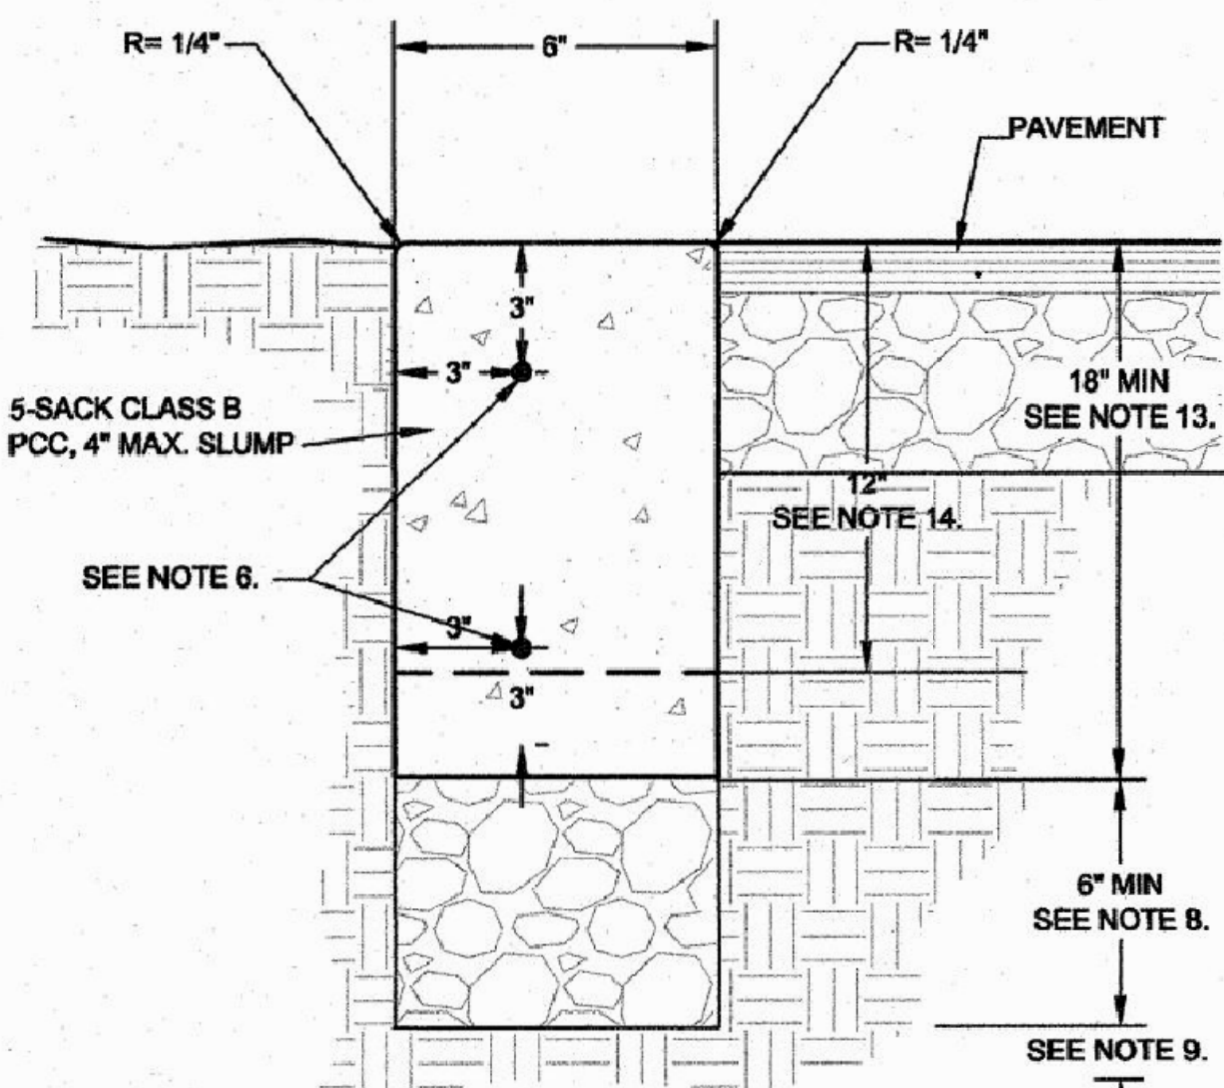 R= 1/4"
6"
R= 1/4"
PAVEMENT
3"
3"
18" MIN
SEE NOTE 13.
5-SACK CLASS B
PCC, 4" MAX. SLUMP
12"
SEE NOTE 14.
SEE NOTE 6.
3"
3"
6" MIN
SEE NOTE 8.
SEE NOTE 9.